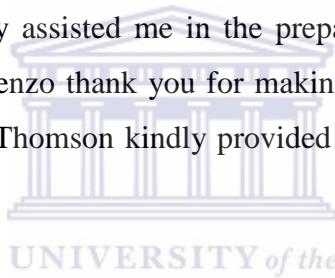 y assisted me in the prepa
enzo thank you for makin
Thomson kindly provided
UNIVERSITY of the